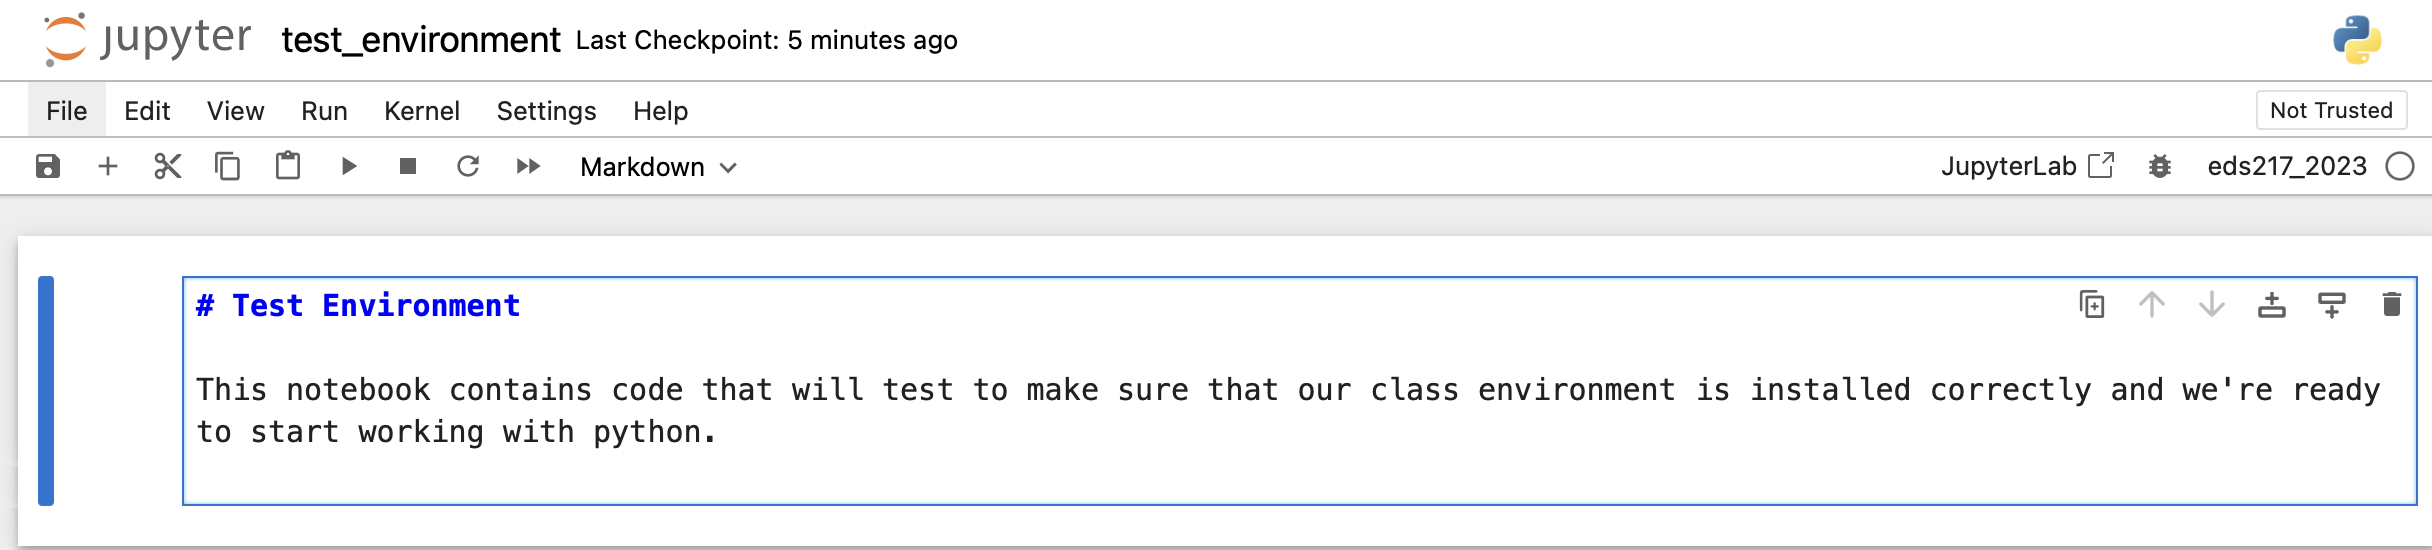 jupyter test_environment Last Checkpoint: 5 minutes ago
File Edit View Run Kernel Settings Help Not Trusted
Markdown JupyterLab eds217_2023
# Test Environment
This notebook contains code that will test to make sure that our class environment is installed correctly and we're ready
to start working with python.